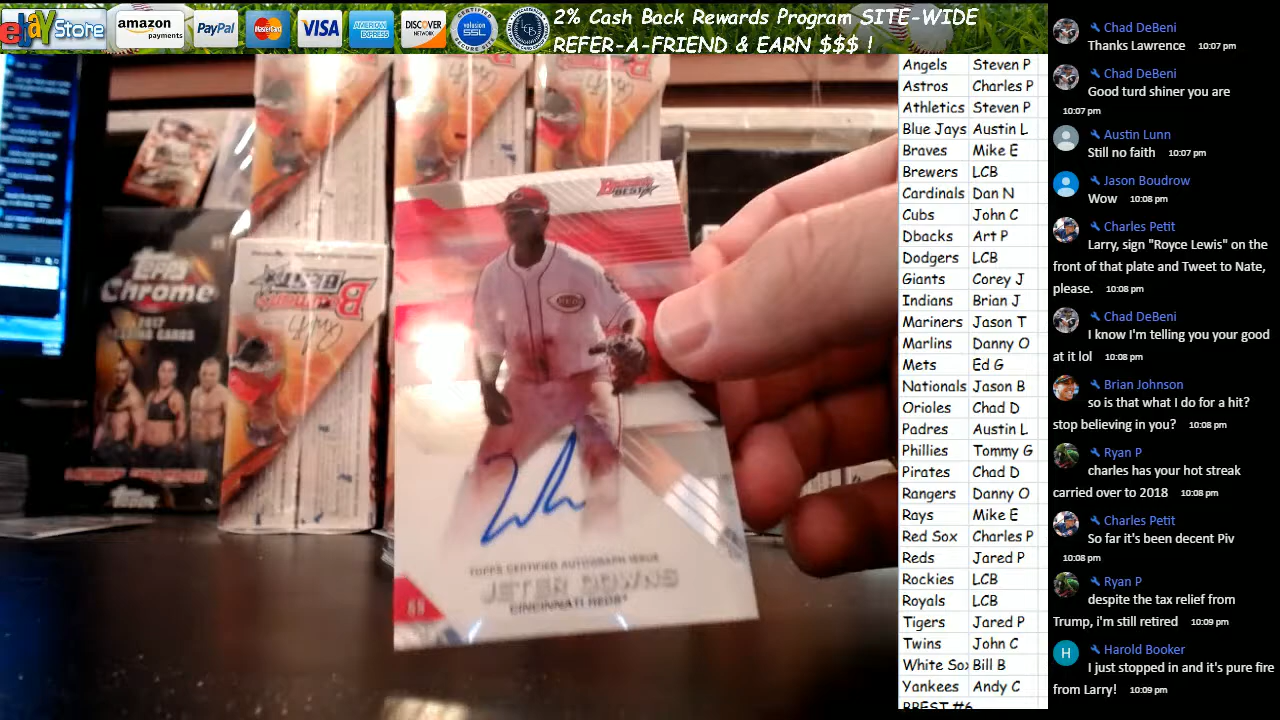 ebay Store
amazon
payments
PayPal
MasterCard
VISA
AMERICAN
EXPRESS
DISCOVER
NETWORK
SSL
LCB
2% Cash Back Rewards Program SITE-WIDE
REFER-A-FRIEND & EARN $$$ !
Topps
Chrome
2017
Topps
BOWMAN'S
BEST
BOWMAN'S
BEST
TOPPS CERTIFIED AUTOGRAPH ISSUE
JETER DOWNS
CINCINNATI REDS
REDS
Angels Steven P
Astros Charles P
Athletics Steven P
Blue Jays Austin L
Braves Mike E
Brewers LCB
Cardinals Dan N
Cubs John C
Dbacks Art P
Dodgers LCB
Giants Corey J
Indians Brian J
Mariners Jason T
Marlins Danny O
Mets Ed G
Nationals Jason B
Orioles Chad D
Padres Austin L
Phillies Tommy G
Pirates Chad D
Rangers Danny O
Rays Mike E
Red Sox Charles P
Reds Jared P
Rockies LCB
Royals LCB
Tigers Jared P
Twins John C
White Sox Bill B
Yankees Andy C
BBEST #6
Chad DeBeni
Thanks Lawrence 10:07 pm
Chad DeBeni
Good turd shiner you are
10:07 pm
Austin Lunn
Still no faith 10:07 pm
Jason Boudrow
Wow 10:08 pm
Charles Petit
Larry, sign "Royce Lewis" on the
front of that plate and Tweet to Nate,
please. 10:08 pm
Chad DeBeni
I know I'm telling you your good
at it lol 10:08 pm
Brian Johnson
so is that what I do for a hit?
stop believing in you? 10:08 pm
Ryan P
charles has your hot streak
carried over to 2018 10:08 pm
Charles Petit
So far it's been decent Piv
10:08 pm
Ryan P
despite the tax relief from
Trump, i'm still retired 10:09 pm
H
Harold Booker
I just stopped in and it's pure fire
from Larry! 10:09 pm